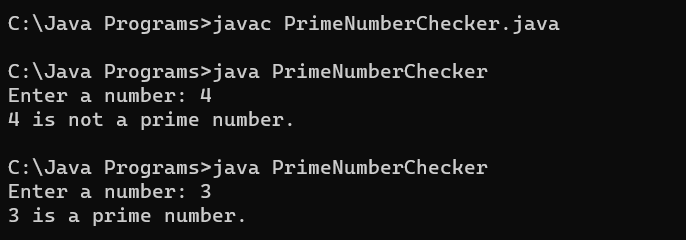 C:\Java Programs>javac PrimeNumberChecker.java
C:\Java Programs>java PrimeNumberChecker
Enter a number: 4
4 is not a prime number.
C:\Java Programs>java PrimeNumberChecker
Enter a number: 3
3 is a prime number.